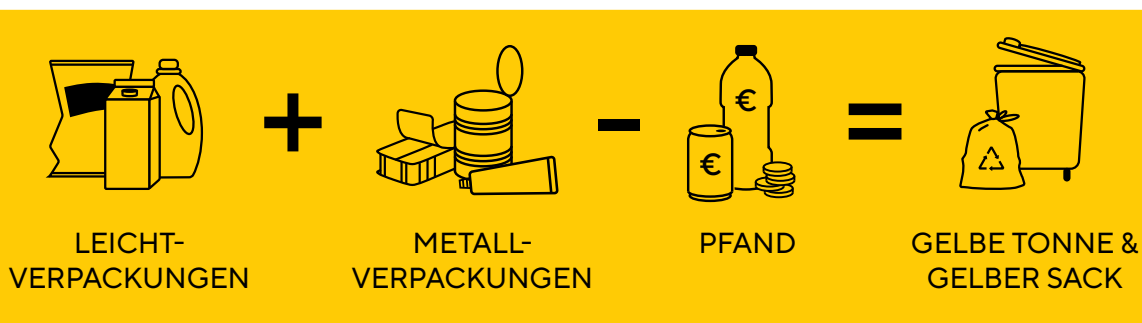 LEICHT-
VERPACKUNGEN
+
METALL-
VERPACKUNGEN
-
€
€
PFAND
=
GELBE TONNE &
GELBER SACK